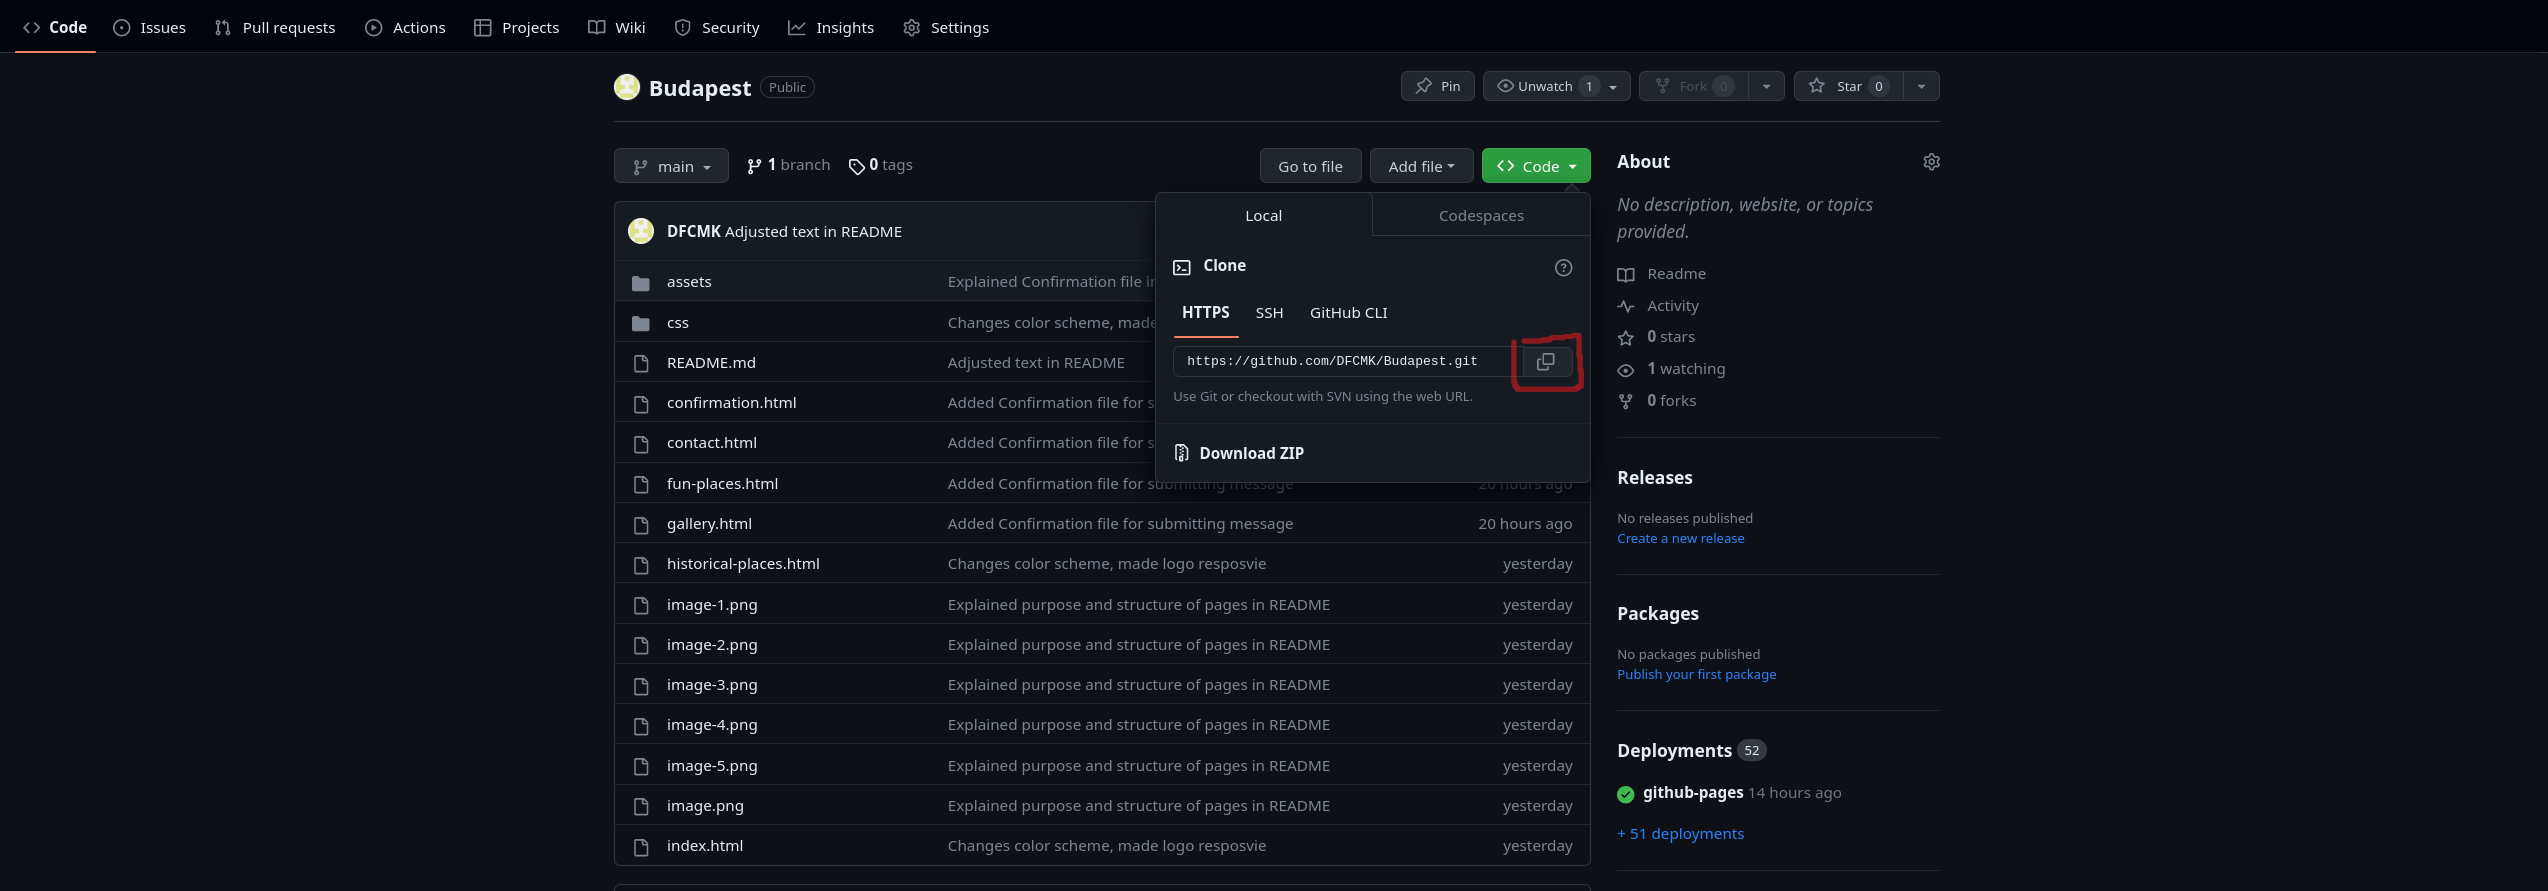 Code Issues Pull requests Actions Projects Wiki Security Insights Settings
Budapest Public
Pin Unwatch 1 Fork 0 Star 0
main 1 branch 0 tags Go to file Add file Code
DFCMK Adjusted text in README
assets Explained Confirmation file in
css Changes color scheme, made
README.md Adjusted text in README
confirmation.html Added Confirmation file for s
contact.html Added Confirmation file for s
fun-places.html Added Confirmation file for submitting message 20 hours ago
gallery.html Added Confirmation file for submitting message 20 hours ago
historical-places.html Changes color scheme, made logo resposvie yesterday
image-1.png Explained purpose and structure of pages in README yesterday
image-2.png Explained purpose and structure of pages in README yesterday
image-3.png Explained purpose and structure of pages in README yesterday
image-4.png Explained purpose and structure of pages in README yesterday
image-5.png Explained purpose and structure of pages in README yesterday
image.png Explained purpose and structure of pages in README yesterday
index.html Changes color scheme, made logo resposvie yesterday
Local Codespaces
Clone
HTTPS SSH GitHub CLI
https://github.com/DFCMK/Budapest.git
Use Git or checkout with SVN using the web URL.
Download ZIP
About
No description, website, or topics
provided.
Readme
Activity
0 stars
1 watching
0 forks
Releases
No releases published
Create a new release
Packages
No packages published
Publish your first package
Deployments 52
github-pages 14 hours ago
+ 51 deployments